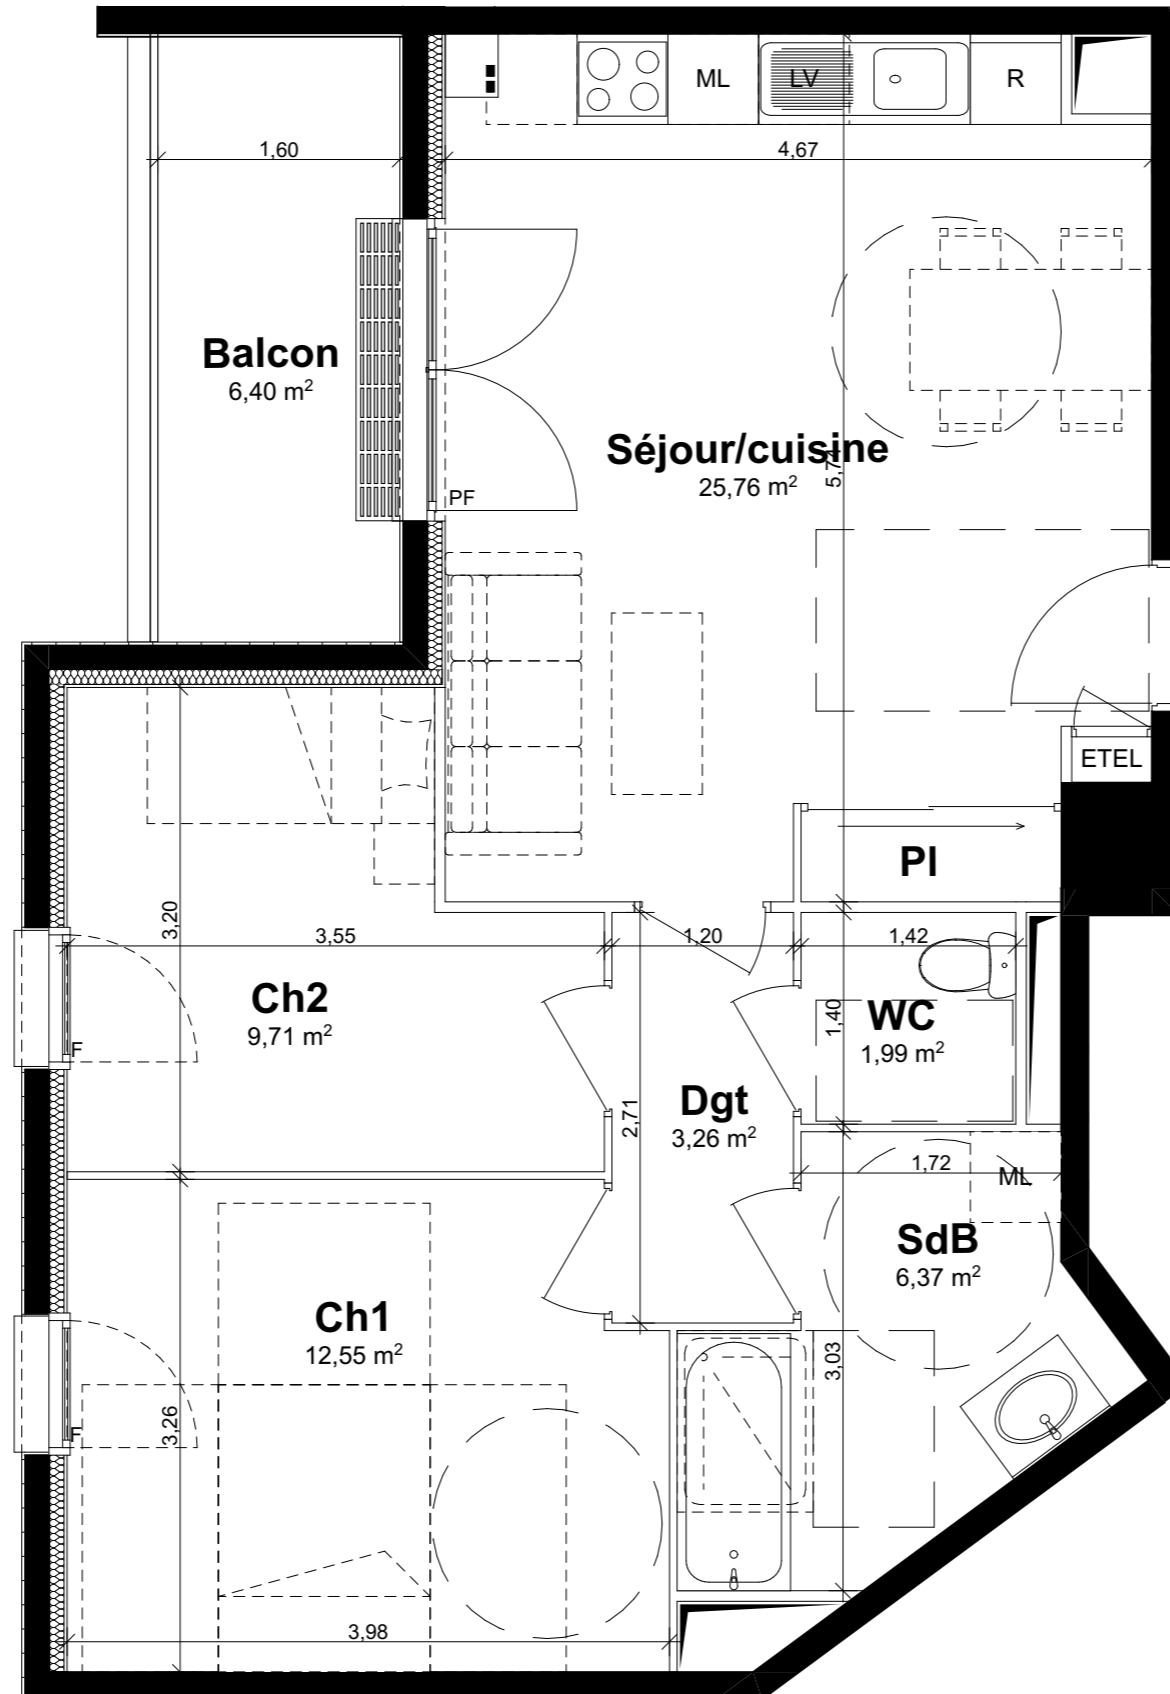 ML
LV
R
1,60
4,67
Balcon
6,40 m²
Séjour/cuisine
25,76 m²
5,74
PF
ETEL
Pl
3,20
3,55
1,20
1,42
Ch2
9,71 m²
F
1,40
WC
1,99 m²
Dgt
3,26 m²
2,71
1,72
ML
SdB
6,37 m²
Ch1
12,55 m²
3,03
3,26
F
3,98